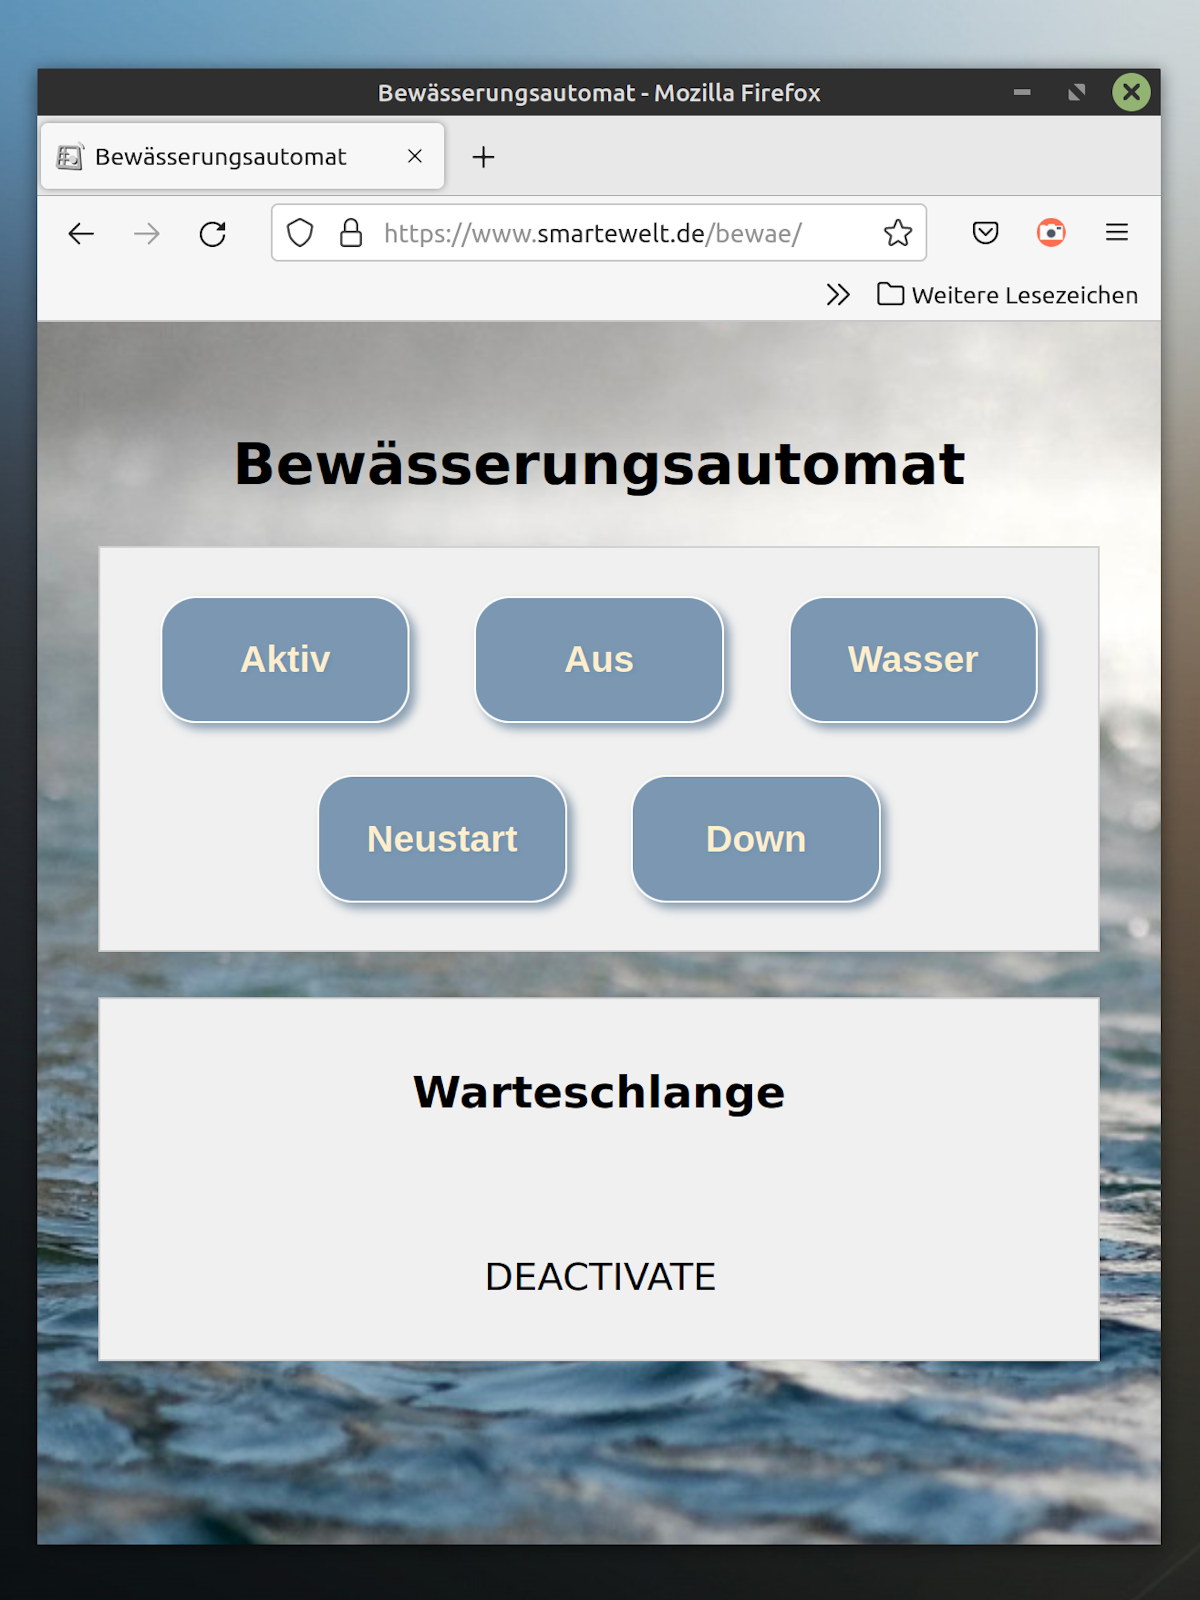 Bewässerungsautomat - Mozilla Firefox
Bewässerungsautomat
https://www.smartewelt.de/bewae/
Weitere Lesezeichen
Bewässerungsautomat
Aktiv Aus Wasser
Neustart Down
Warteschlange
DEACTIVATE